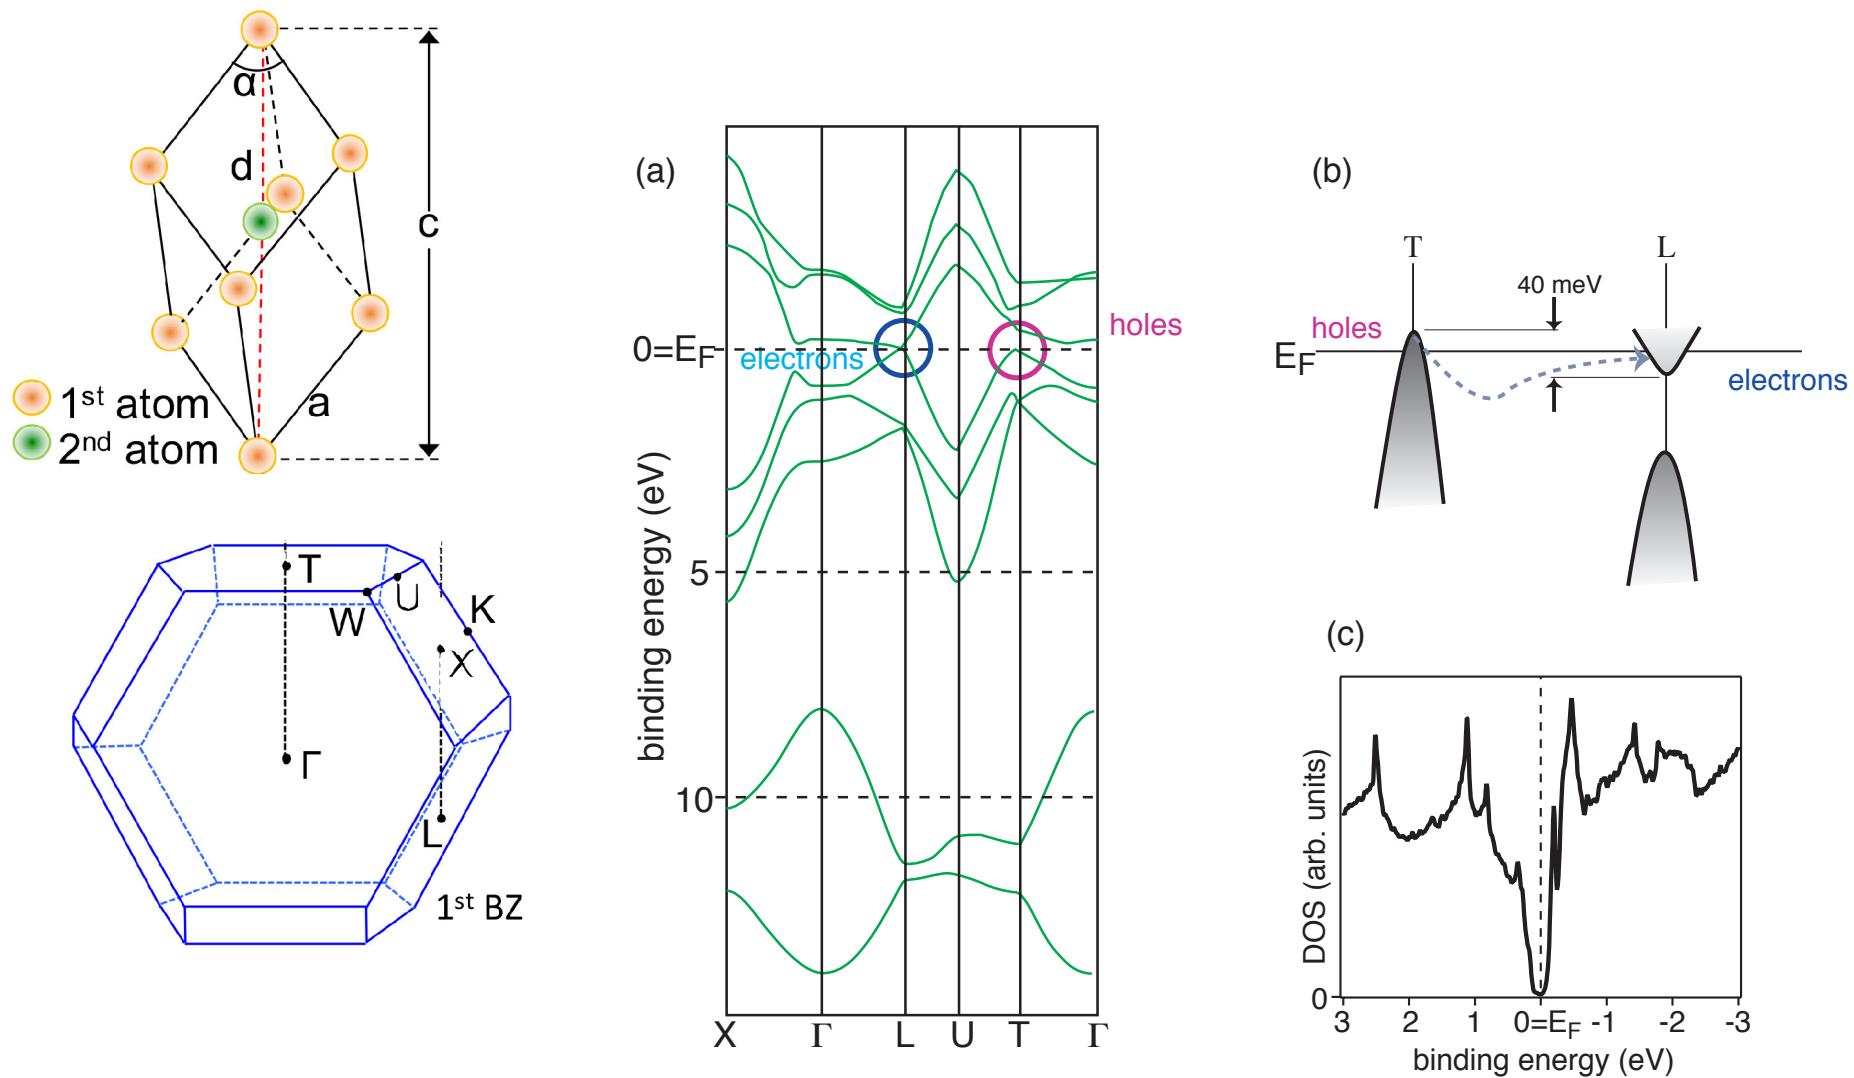 α
d
c
a
1st atom
2nd atom
T
U
W
K
X
Γ
L
1st BZ
(a)
holes
0=EF
electrons
binding energy (eV)
5
10
X Γ L U T Γ
(b)
T L
40 meV
holes
EF
electrons
(c)
DOS (arb. units)
0
3 2 1 0=EF -1 -2 -3
binding energy (eV)